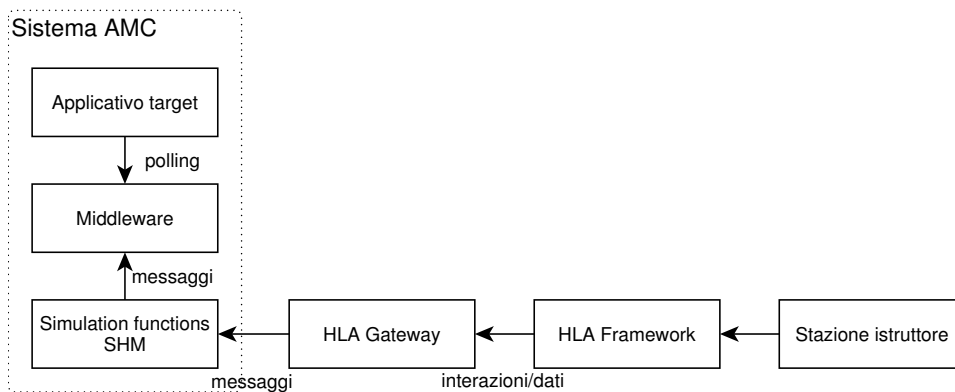 Sistema AMC
Applicativo target
polling
Middleware
messaggi
Simulation functions
SHM
HLA Gateway
HLA Framework
Stazione istruttore
messaggi
interazioni/dati